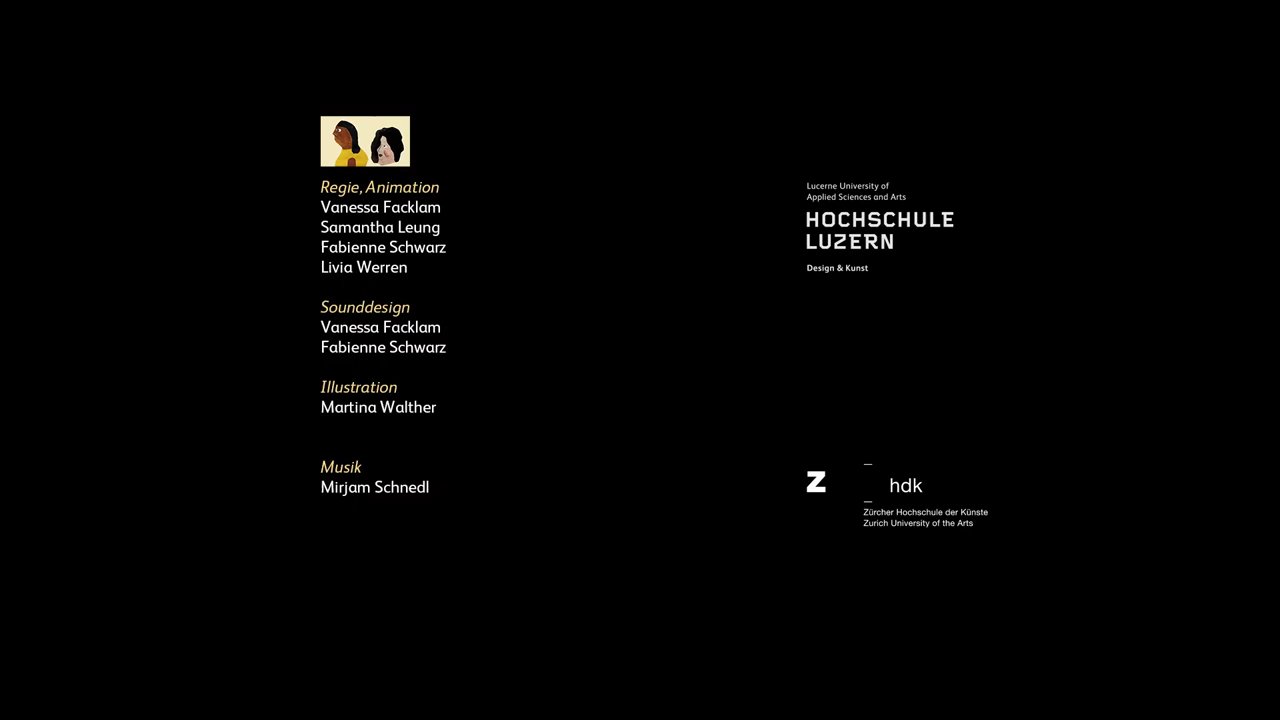 Regie, Animation
Vanessa Facklam
Samantha Leung
Fabienne Schwarz
Livia Werren
Sounddesign
Vanessa Facklam
Fabienne Schwarz
Illustration
Martina Walther
Musik
Mirjam Schnedl
Lucerne University of
Applied Sciences and Arts
HOCHSCHULE
LUZERN
Design & Kunst
Z hdk
Zürcher Hochschule der Künste
Zurich University of the Arts